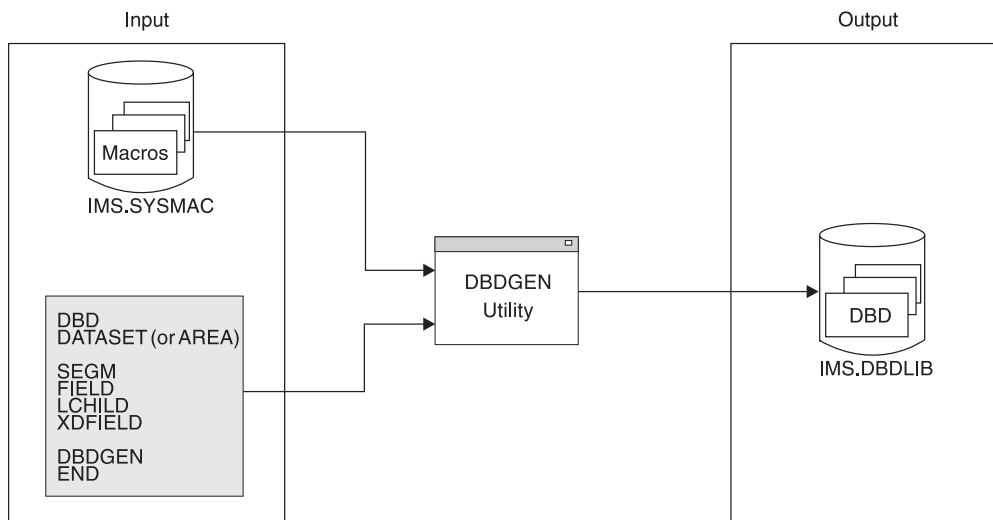 Input
Output
Macros
IMS.SYSMAC
DBD
DATASET (or AREA)
SEGM
FIELD
LCHILD
XDFIELD
DBDGEN
END
DBDGEN
Utility
DBD
IMS.DBDLIB